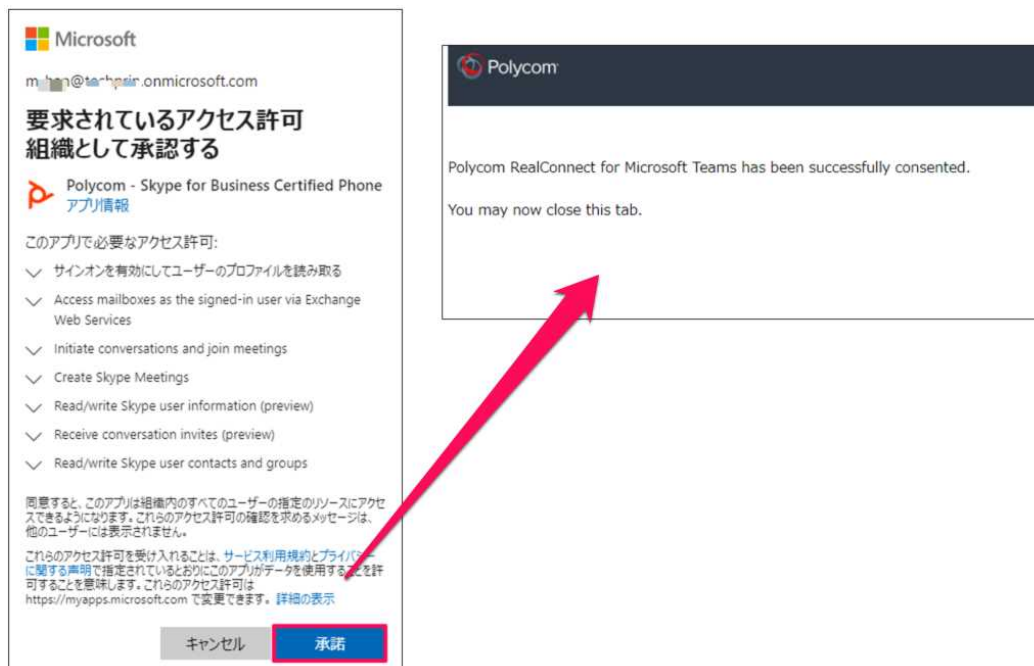 Microsoft
onmicrosoft.com
要求されているアクセス許可
組織として承認する
Polycom - Skype for Business Certified Phone
アプリ情報
このアプリで必要なアクセス許可:
サインオンを有効にしてユーザーのプロファイルを読み取る
Access mailboxes as the signed-in user via Exchange
Web Services
Initiate conversations and join meetings
Create Skype Meetings
Read/write Skype user information (preview)
Receive conversation invites (preview)
Read/write Skype user contacts and groups
同意すると、このアプリは組織内のすべてのユーザーの指定のリソースにアクセ
スできるようになります。これらのアクセス許可の確認を求めるメッセージは、
他のユーザーには表示されません。
これらのアクセス許可を受け入れることは、サービス利用規約とプライバシー
に関する声明で指定されているとおりにこのアプリがデータを使用することを許
可することを意味します。これらのアクセス許可は
https://myapps.microsoft.com で変更できます。詳細の表示
キャンセル
承諾
Polycom
Polycom RealConnect for Microsoft Teams has been successfully consented.
You may now close this tab.